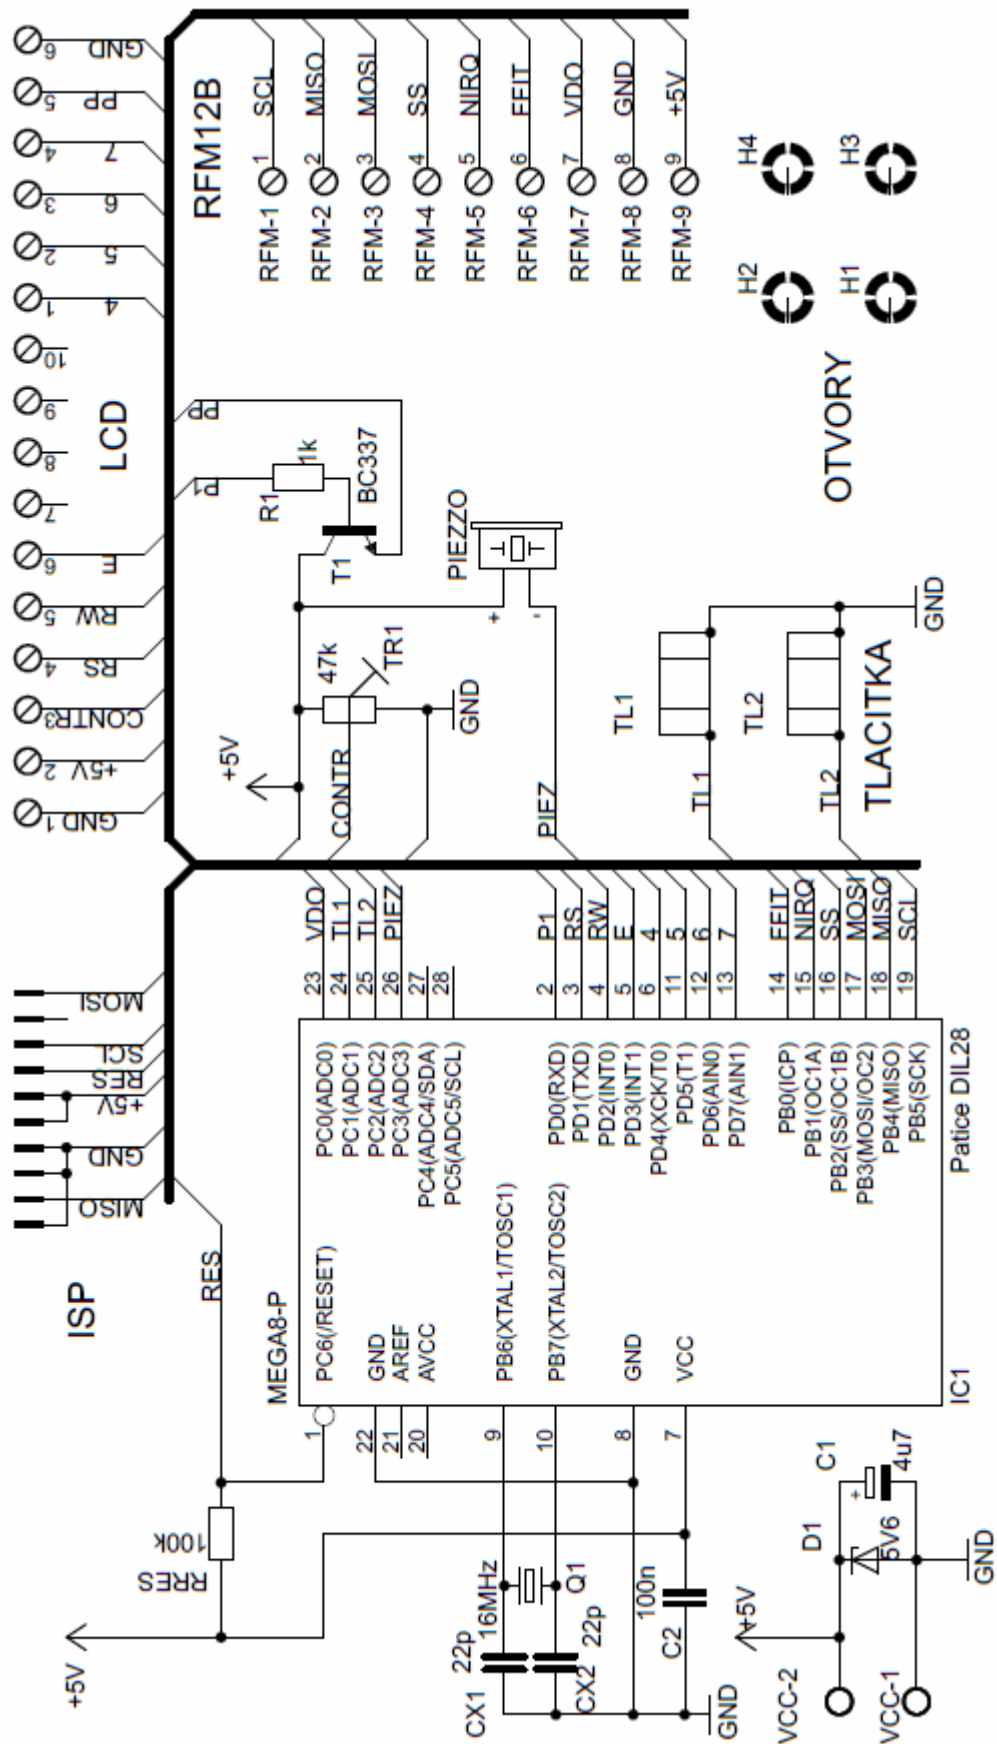 ISP
MISO
GND
+5V
RES
SCL
MOSI
LCD
GND 1
+5V 2
CONTR3
RS 4
RW 5
E 6
7
8
9
10
4 1
5 2
6 3
7 4
PP 5
GND 6
RFM12B
SCL 1 RFM-1
MISO 2 RFM-2
MOSI 3 RFM-3
SS 4 RFM-4
NIRQ 5 RFM-5
FFIT 6 RFM-6
VDO 7 RFM-7
GND 8 RFM-8
+5V 9 RFM-9
+5V
RRES
100k
RES
MEGA8-P
1 PC6(/RESET)
22 GND
21 AREF
20 AVCC
9 PB6(XTAL1/TOSC1)
10 PB7(XTAL2/TOSC2)
8 GND
7 VCC
PC0(ADC0) 23 VDO
PC1(ADC1) 24 TL1
PC2(ADC2) 25 TL2
PC3(ADC3) 26 PIEZ
PC4(ADC4/SDA) 27
PC5(ADC5/SCL) 28
PD0(RXD) 2 P1
PD1(TXD) 3 RS
PD2(INT0) 4 RW
PD3(INT1) 5 E
PD4(XCK/T0) 6 4
PD5(T1) 11 5
PD6(AIN0) 12 6
PD7(AIN1) 13 7
PB0(ICP) 14 FFIT
PB1(OC1A) 15 NIRQ
PB2(SS/OC1B) 16 SS
PB3(MOSI/OC2) 17 MOSI
PB4(MISO) 18 MISO
PB5(SCK) 19 SCL
IC1
Patice DIL28
CX1
22p
16MHz
Q1
CX2
22p
C2
100n
GND
+5V
VCC-2
VCC-1
D1
5V6
C1
+
4u7
GND
+5V
CONTR
47k
TR1
GND
P1
PP
R1
1k
T1
BC337
PIEZZO
+
-
PIEZ
TL1
TL1
TL2
TL2
GND
TLACITKA
H2
H4
H1
H3
OTVORY